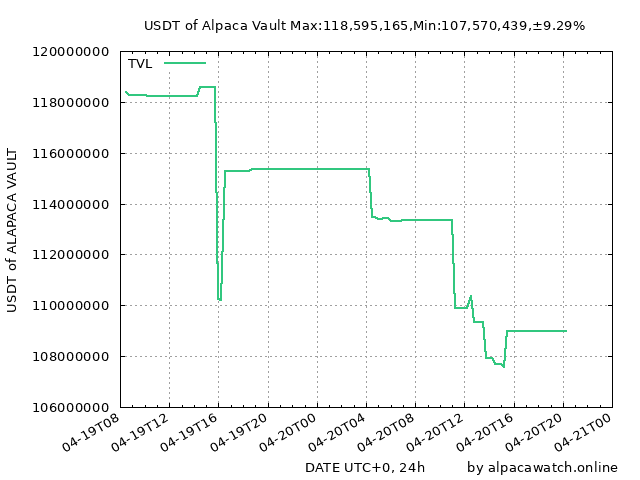 USDT of Alpaca Vault Max:118,595,165,Min:107,570,439,±9.29%
TVL
120000000
118000000
116000000
114000000
112000000
110000000
108000000
106000000
USDT of ALAPACA VAULT
04-19T08
04-19T12
04-19T16
04-19T20
04-20T00
04-20T04
04-20T08
04-20T12
04-20T16
04-20T20
04-21T00
DATE UTC+0, 24h
by alpacawatch.online